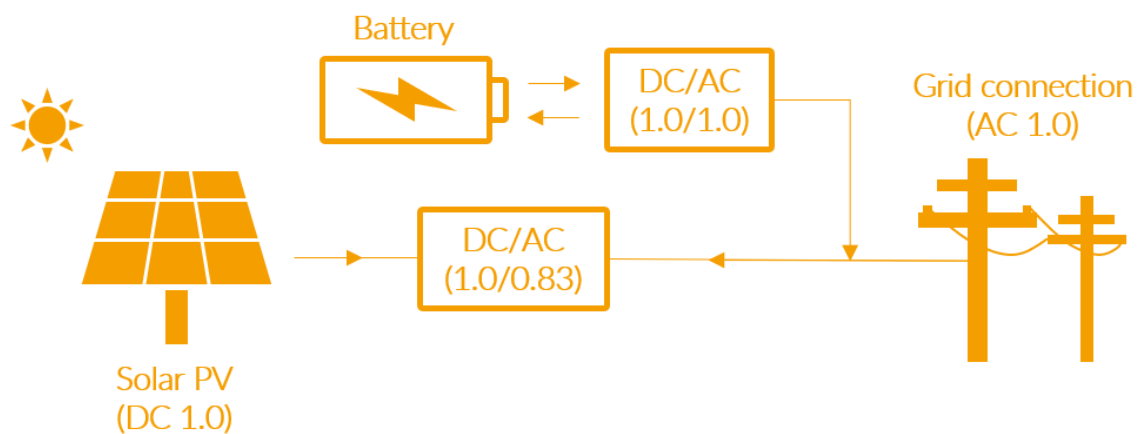 Battery
DC/AC
(1.0/1.0)
Grid connection
(AC 1.0)
DC/AC
(1.0/0.83)
Solar PV
(DC 1.0)